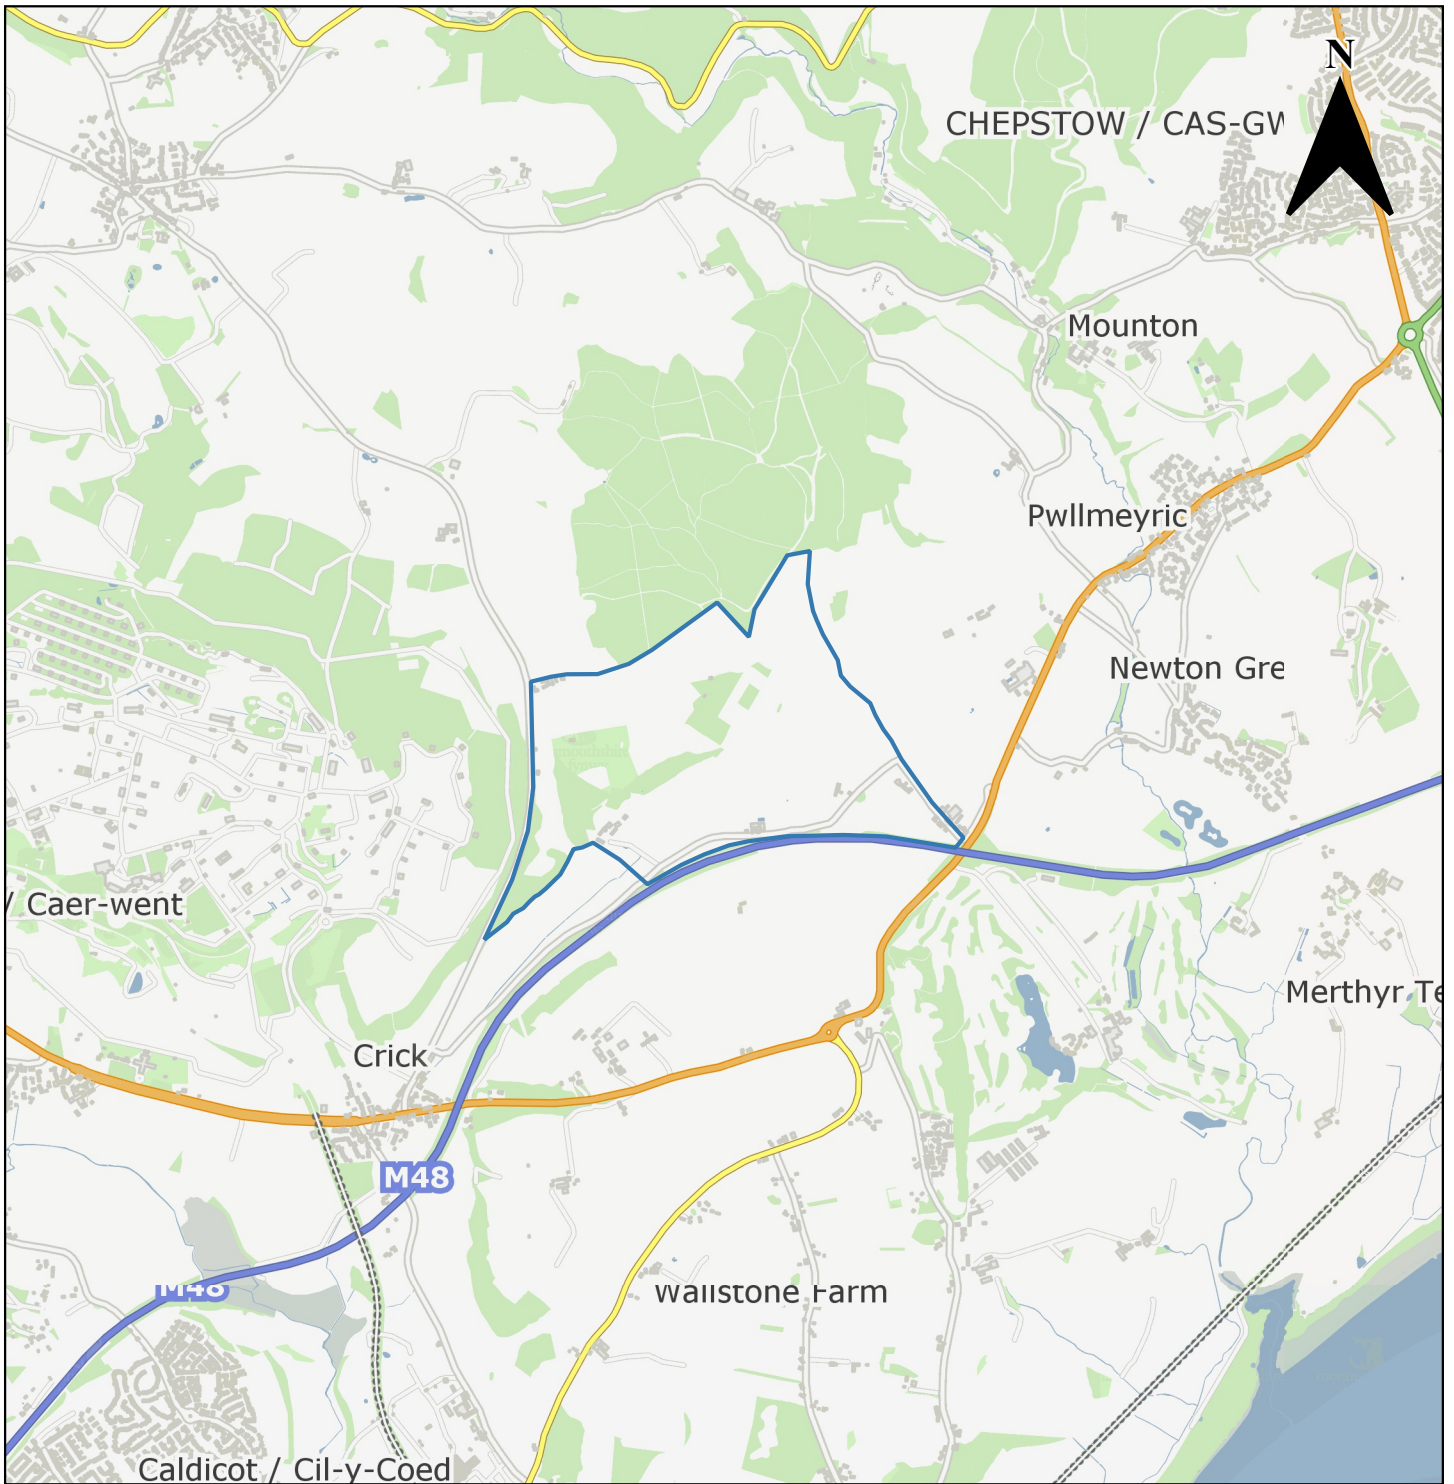 N
CHEPSTOW / CAS-GW
Mounton
Pwllmeyric
Newton Gre
/ Caer-went
Merthyr Te
Crick
M48
M48
Wallstone Farm
Caldicot / Cil-y-Coed